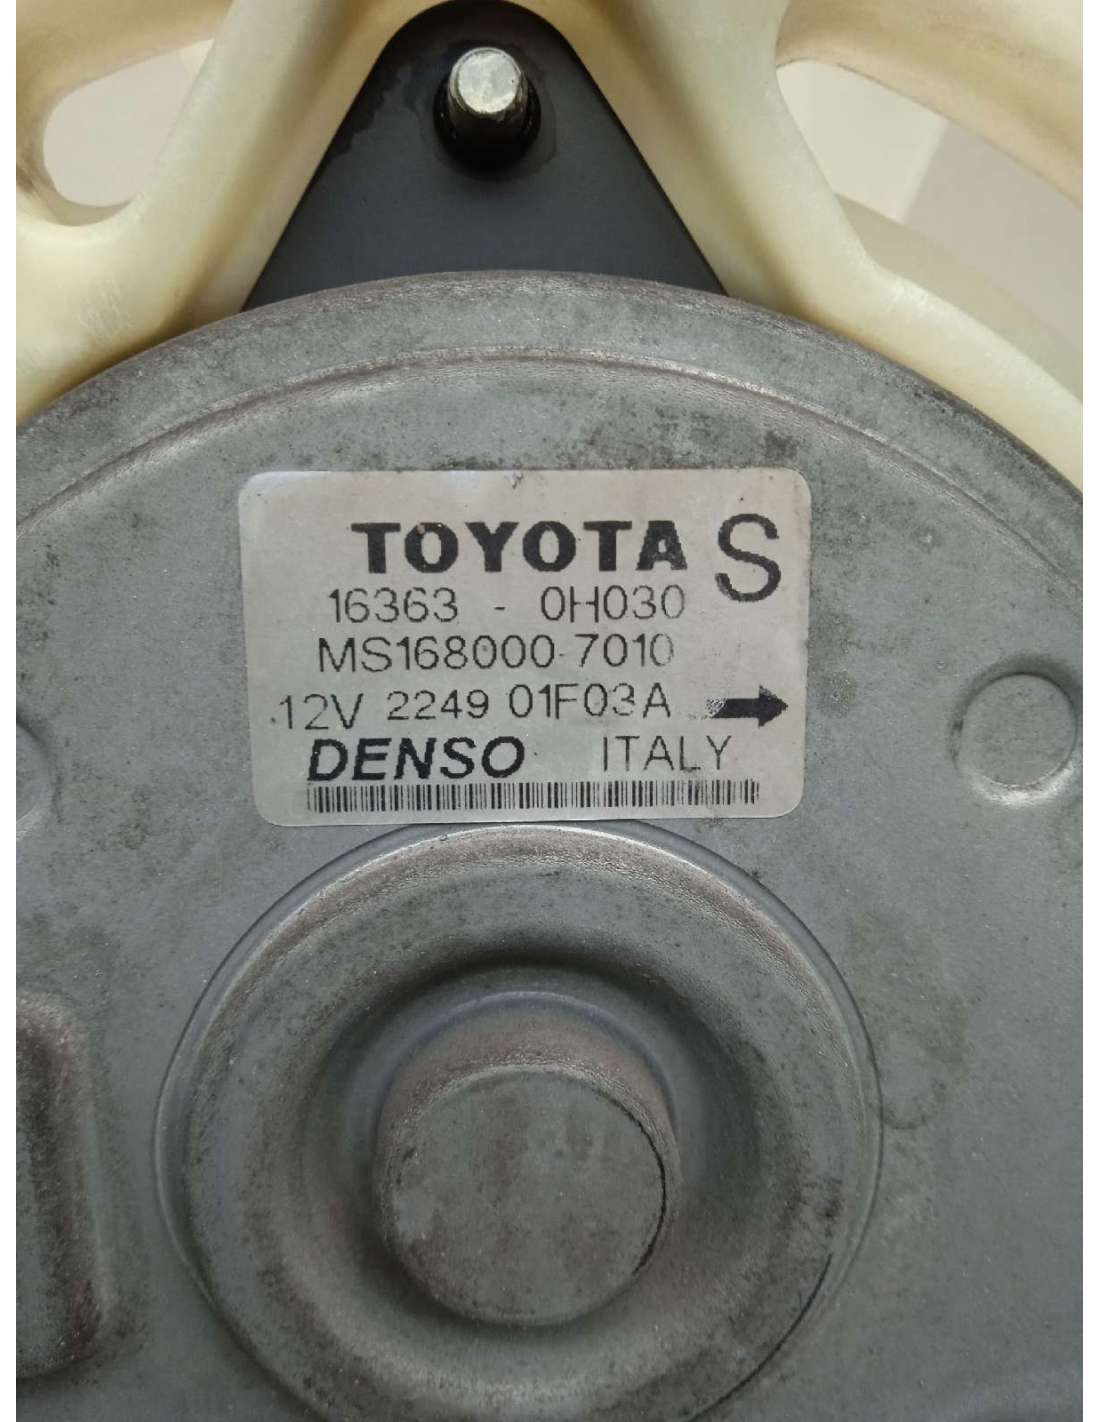 TOYOTA S
16363 - 0H030
MS168000-7010
12V 2249 01F03A
DENSO ITALY